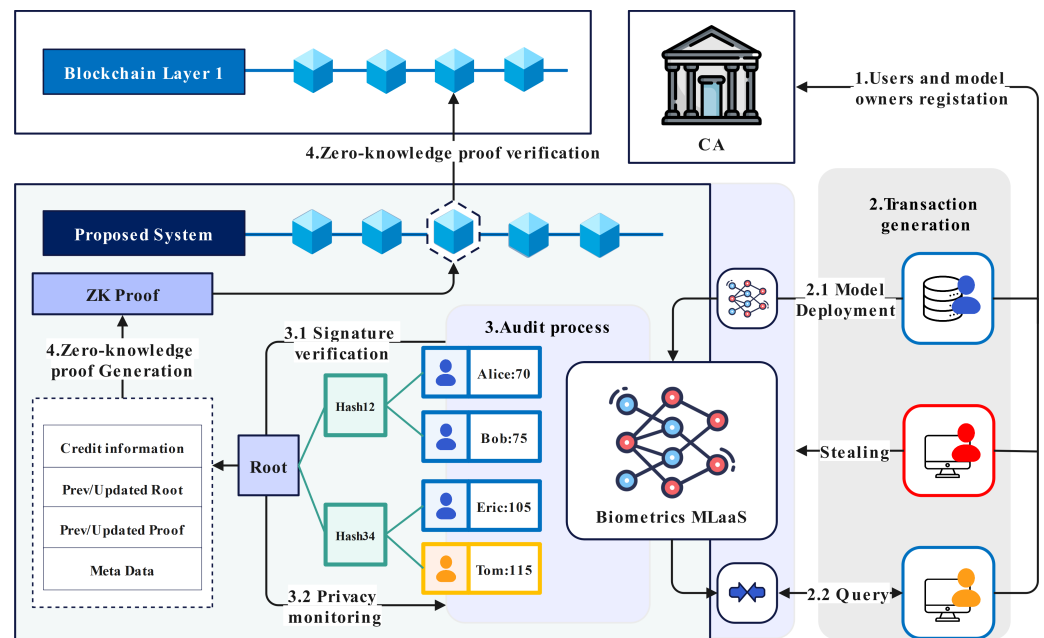 Blockchain Layer 1
CA
1.Users and model
owners registation
4.Zero-knowledge proof verification
2.Transaction
generation
Proposed System
ZK Proof
2.1 Model
Deployment
3.Audit process
3.1 Signature
verification
4.Zero-knowledge
proof Generation
Alice:70
Hash12
Bob:75
Credit information
Prev/Updated Root
Prev/Updated Proof
Meta Data
Root
Eric:105
Hash34
Tom:115
Stealing
Biometrics MLaaS
3.2 Privacy
monitoring
2.2 Query